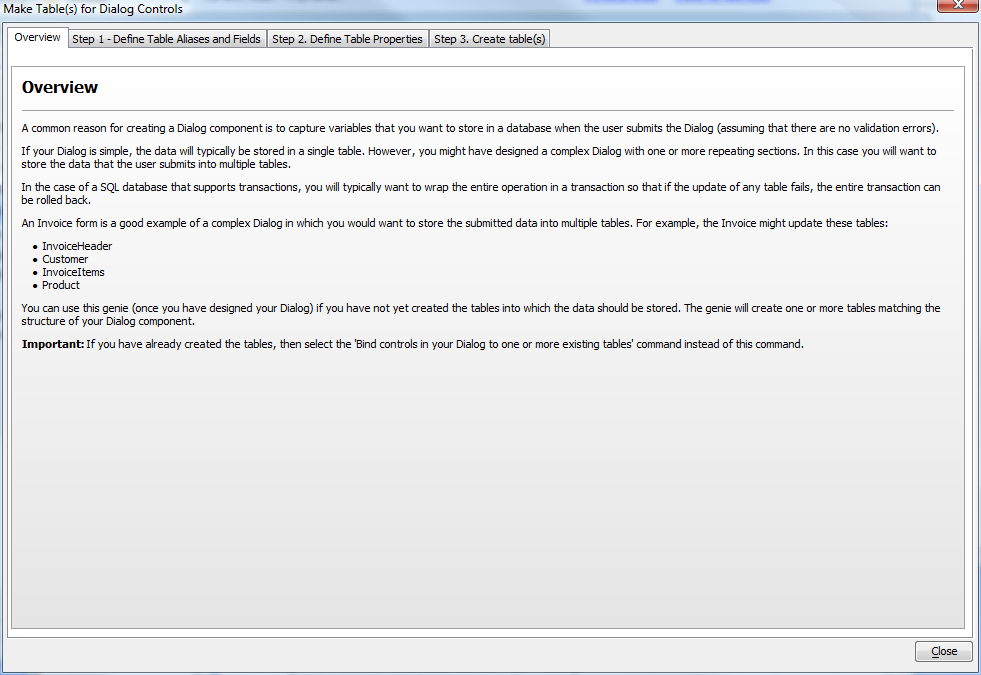 Make Table(s) for Dialog Controls
Overview
Step 1 - Define Table Aliases and Fields
Step 2. Define Table Properties
Step 3. Create table(s)
Overview
A common reason for creating a Dialog component is to capture variables that you want to store in a database when the user submits the Dialog (assuming that there are no validation errors).
If your Dialog is simple, the data will typically be stored in a single table. However, you might have designed a complex Dialog with one or more repeating sections. In this case you will want to
store the data that the user submits into multiple tables.
In the case of a SQL database that supports transactions, you will typically want to wrap the entire operation in a transaction so that if the update of any table fails, the entire transaction can
be rolled back.
An Invoice form is a good example of a complex Dialog in which you would want to store the submitted data into multiple tables. For example, the Invoice might update these tables:
• InvoiceHeader
• Customer
• InvoiceItems
• Product
You can use this genie (once you have designed your Dialog) if you have not yet created the tables into which the data should be stored. The genie will create one or more tables matching the
structure of your Dialog component.
Important: If you have already created the tables, then select the 'Bind controls in your Dialog to one or more existing tables' command instead of this command.
Close